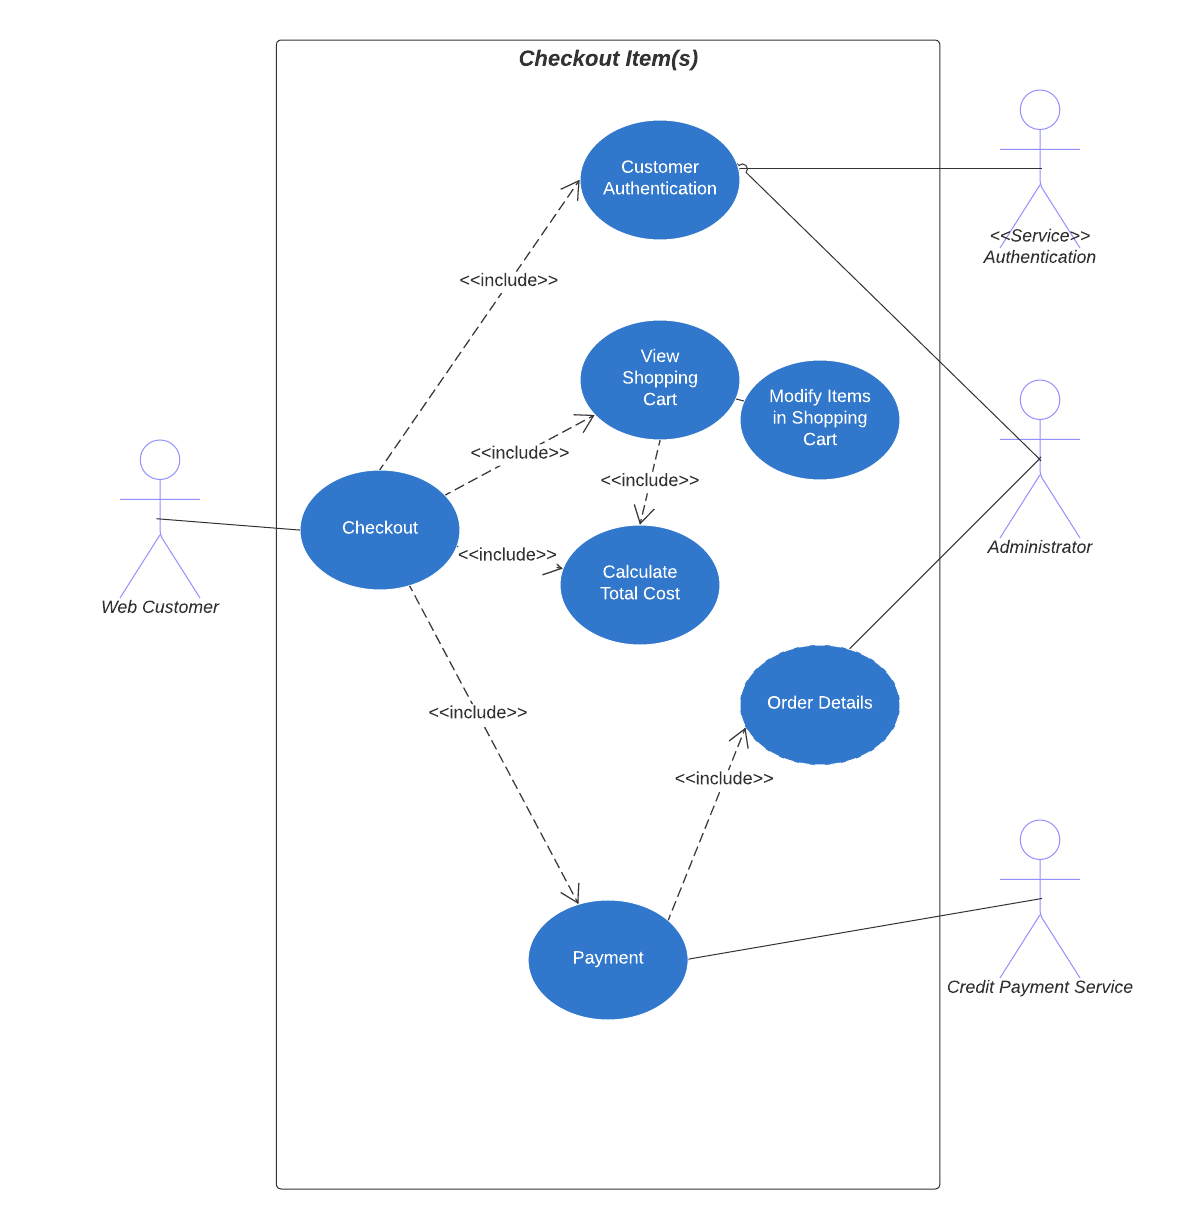 Checkout Item(s)
Customer
Authentication
<<Service>>
Authentication
<<include>>
View
Shopping
Cart
Modify Items
in Shopping
Cart
<<include>>
<<include>>
Checkout
Administrator
<<include>>
Calculate
Total Cost
Web Customer
Order Details
<<include>>
<<include>>
Payment
Credit Payment Service